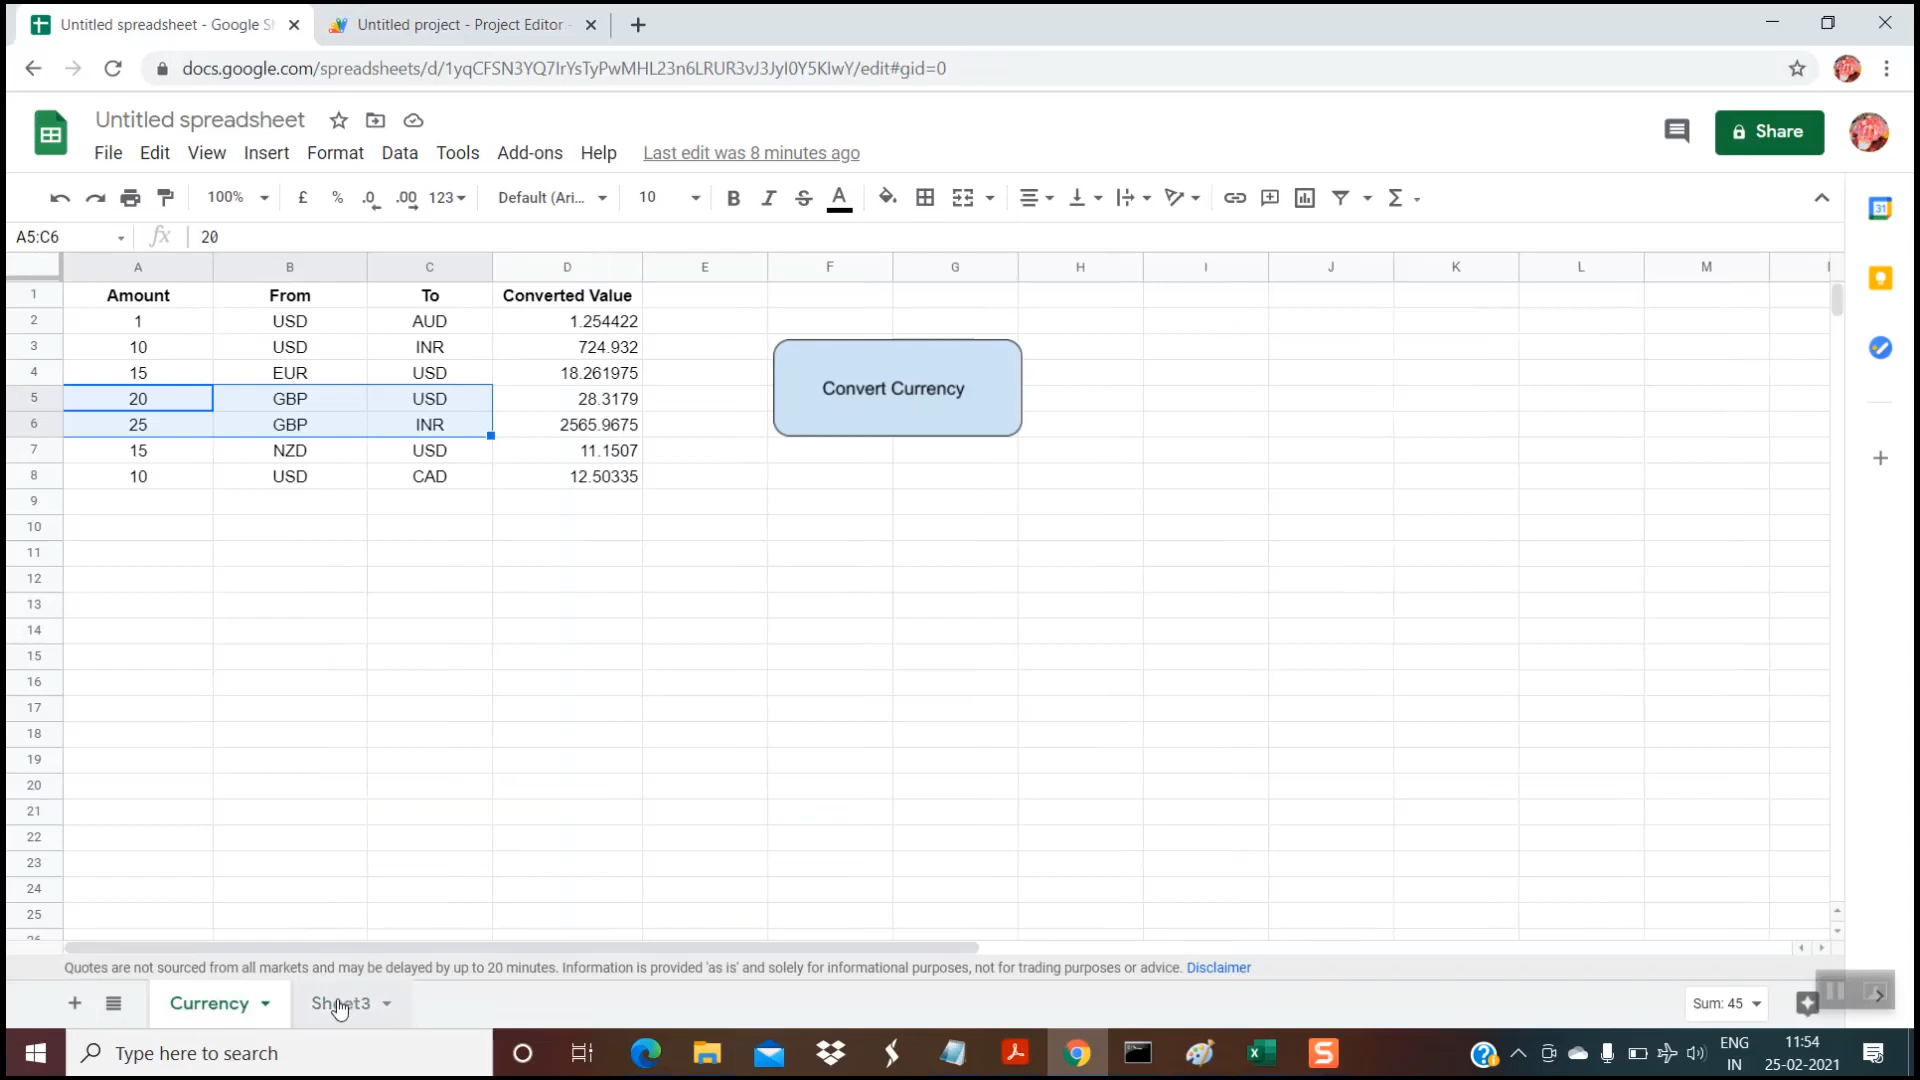 Untitled spreadsheet - Google S
Untitled project - Project Editor
docs.google.com/spreadsheets/d/1yqCFSN3YQ7IrYsTyPwMHL23n6LRUR3vJ3JyI0Y5KIwY/edit#gid=0
Untitled spreadsheet
Share
File Edit View Insert Format Data Tools Add-ons Help Last edit was 8 minutes ago
100% £ % .0 .00 123 Default (Ari... 10 B I S A Σ
31
A5:C6 fx 20
A B C D E F G H I J K L M
1 Amount From To Converted Value
2 1 USD AUD 1.254422
3 10 USD INR 724.932
4 15 EUR USD 18.261975
5 20 GBP USD 28.3179
6 25 GBP INR 2565.9675
7 15 NZD USD 11.1507
8 10 USD CAD 12.50335
Convert Currency
9
10
11
12
13
14
15
16
17
18
19
20
21
22
23
24
25
26
Quotes are not sourced from all markets and may be delayed by up to 20 minutes. Information is provided 'as is' and solely for informational purposes, not for trading purposes or advice. Disclaimer
Currency Sheet3 Sum: 45
Type here to search
ENG 11:54
IN 25-02-2021